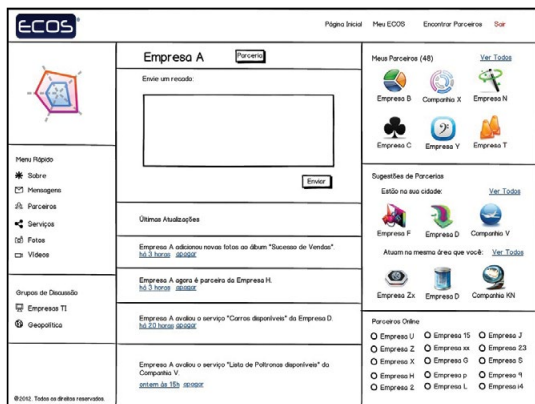 ECOS
Página Inicial Meu ECOS Encontrar Parceiros Sair
Menu Rápido
Sobre
Mensagens
Parceiros
Serviços
Fotos
Vídeos
Grupos de Discussão
Empresas TI
Geopolítica
©2012. Todos os direitos reservados.
Empresa A Parceria
Envie um recado:
Enviar
Últimas Atualizações
Empresa A adicionou novas fotos ao álbum "Sucesso de Vendas".
há 3 horas apagar
Empresa A agora é parceira da Empresa H.
há 3 horas apagar
Empresa A avaliou o serviço "Carros disponíveis" da Empresa D.
há 20 horas apagar
Empresa A avaliou o serviço "Lista de Poltronas disponíveis" da
Companhia V.
ontem às 15h apagar
Meus Parceiros (48) Ver Todos
Empresa B Companhia X Empresa N
Empresa C Empresa Y Empresa T
Sugestões de Parcerias
Estão na sua cidade: Ver Todos
Empresa F Empresa D Companhia V
Atuam na mesma área que você: Ver Todos
Empresa Zx Empresa D Companhia KN
Parceiros Online
Empresa U Empresa 15 Empresa J
Empresa Z Empresa xx Empresa 23
Empresa X Empresa G Empresa S
Empresa H Empresa p Empresa 9
Empresa 2 Empresa L Empresa i4